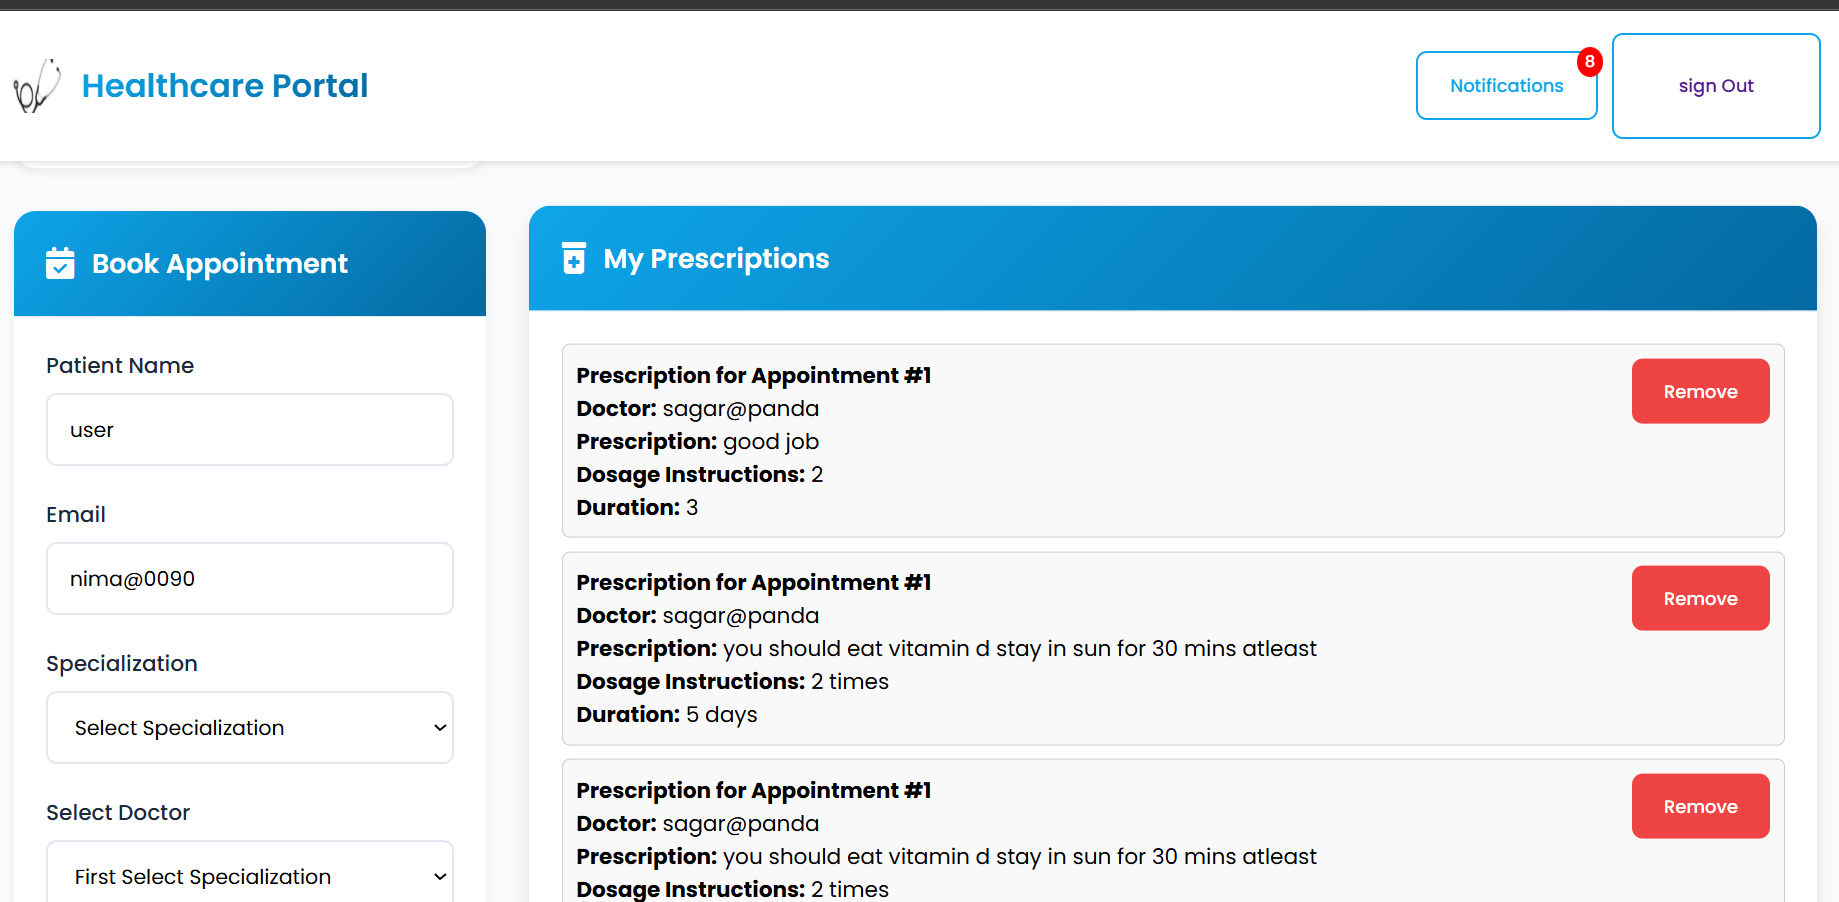 Healthcare Portal
Notifications
8
sign Out
Book Appointment
Patient Name
user
Email
nima@0090
Specialization
Select Specialization
Select Doctor
First Select Specialization
My Prescriptions
Prescription for Appointment #1
Doctor: sagar@panda
Prescription: good job
Dosage Instructions: 2
Duration: 3
Remove
Prescription for Appointment #1
Doctor: sagar@panda
Prescription: you should eat vitamin d stay in sun for 30 mins atleast
Dosage Instructions: 2 times
Duration: 5 days
Remove
Prescription for Appointment #1
Doctor: sagar@panda
Prescription: you should eat vitamin d stay in sun for 30 mins atleast
Dosage Instructions: 2 times
Remove